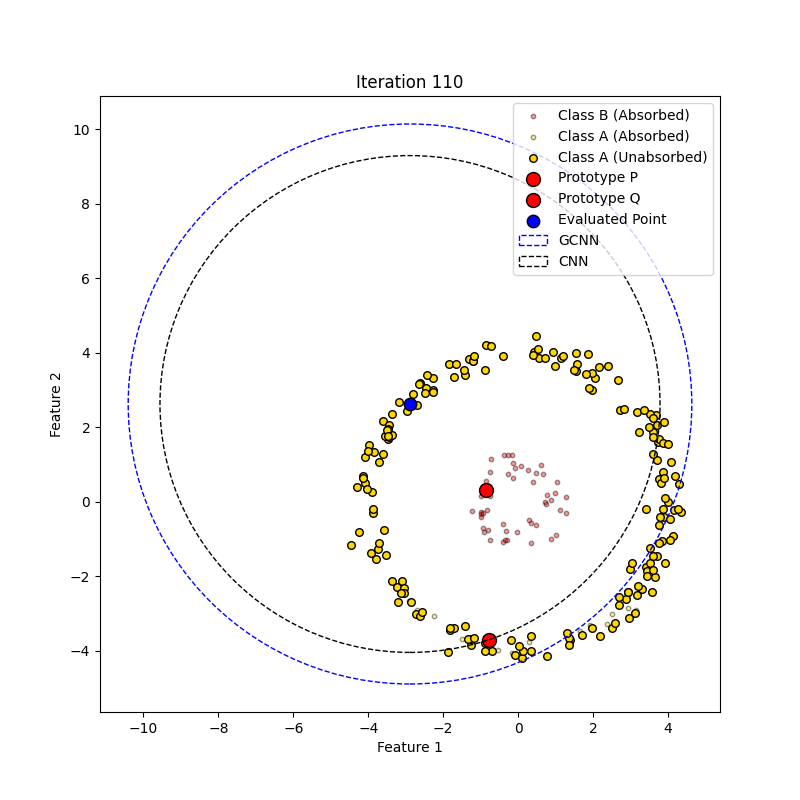 Iteration 110
Class B (Absorbed)
Class A (Absorbed)
Class A (Unabsorbed)
Prototype P
Prototype Q
Evaluated Point
GCNN
CNN
10
8
6
4
2
0
−2
−4
Feature 2
−10
−8
−6
−4
−2
0
2
4
Feature 1